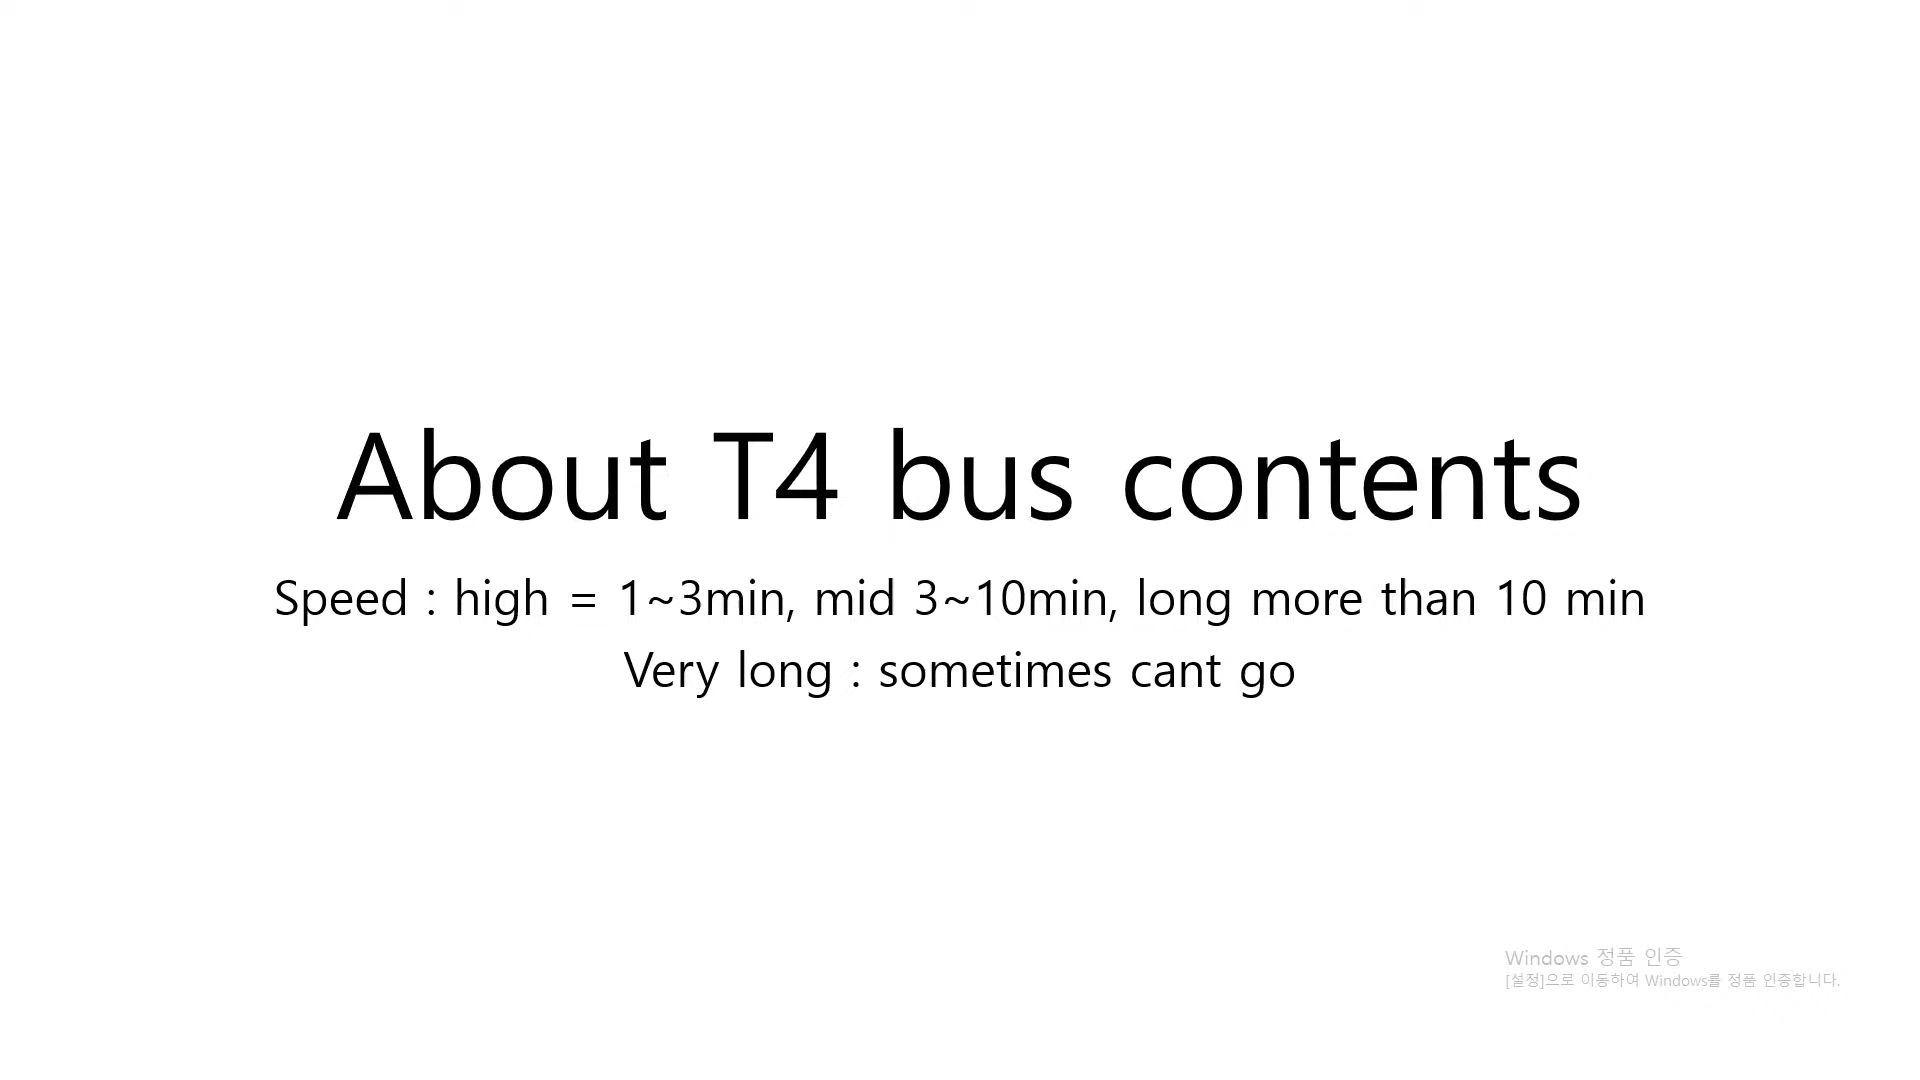 About T4 bus contents
Speed : high = 1~3min, mid 3~10min, long more than 10 min
Very long : sometimes cant go
Windows 정품 인증
[설정]으로 이동하여 Windows를 정품 인증합니다.